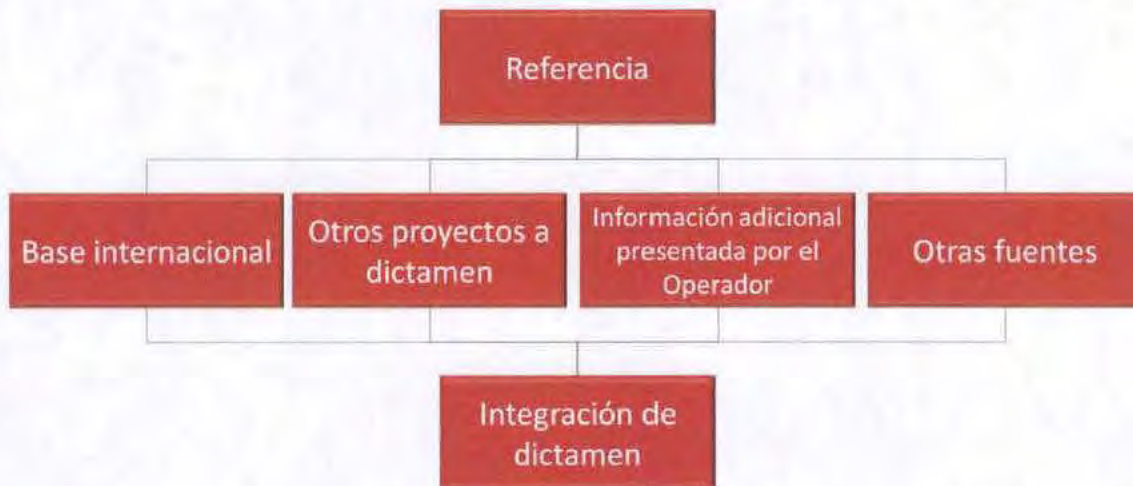 Referencia
Base internacional
Otros proyectos a
dictamen
Información adicional
presentada por el
Operador
Otras fuentes
Integración de
dictamen